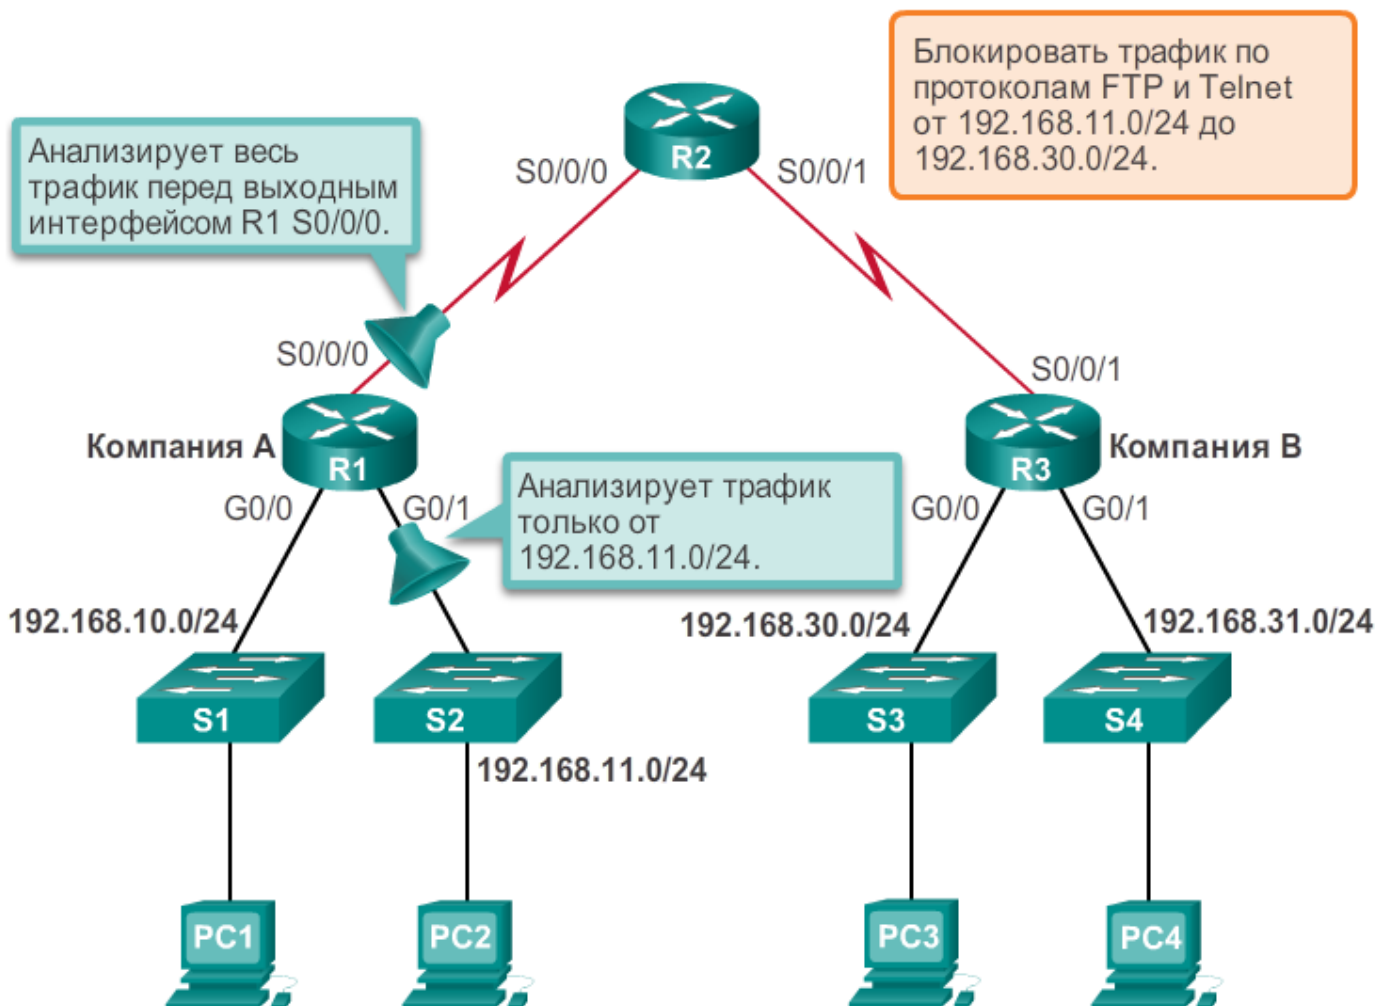 Блокировать трафик по
протоколам FTP и Telnet
от 192.168.11.0/24 до
192.168.30.0/24.
Анализирует весь
трафик перед выходным
интерфейсом R1 S0/0/0.
R2
S0/0/0
S0/0/1
S0/0/0
S0/0/1
Компания A
R1
R3
Компания B
G0/0
G0/1
Анализирует трафик
только от
192.168.11.0/24.
G0/0
G0/1
192.168.10.0/24
192.168.30.0/24
192.168.31.0/24
S1
S2
S3
S4
192.168.11.0/24
PC1
PC2
PC3
PC4